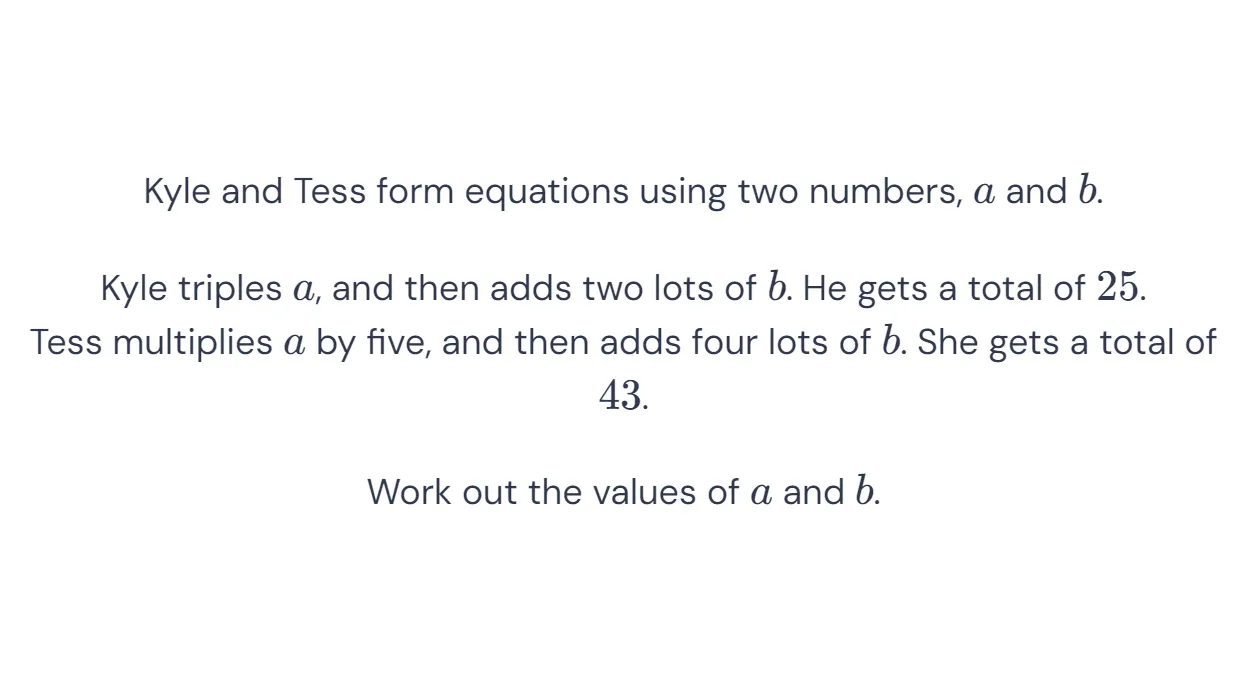 Kyle and Tess form equations using two numbers, a and b.
Kyle triples a, and then adds two lots of b. He gets a total of 25.
Tess multiplies a by five, and then adds four lots of b. She gets a total of
43.
Work out the values of a and b.